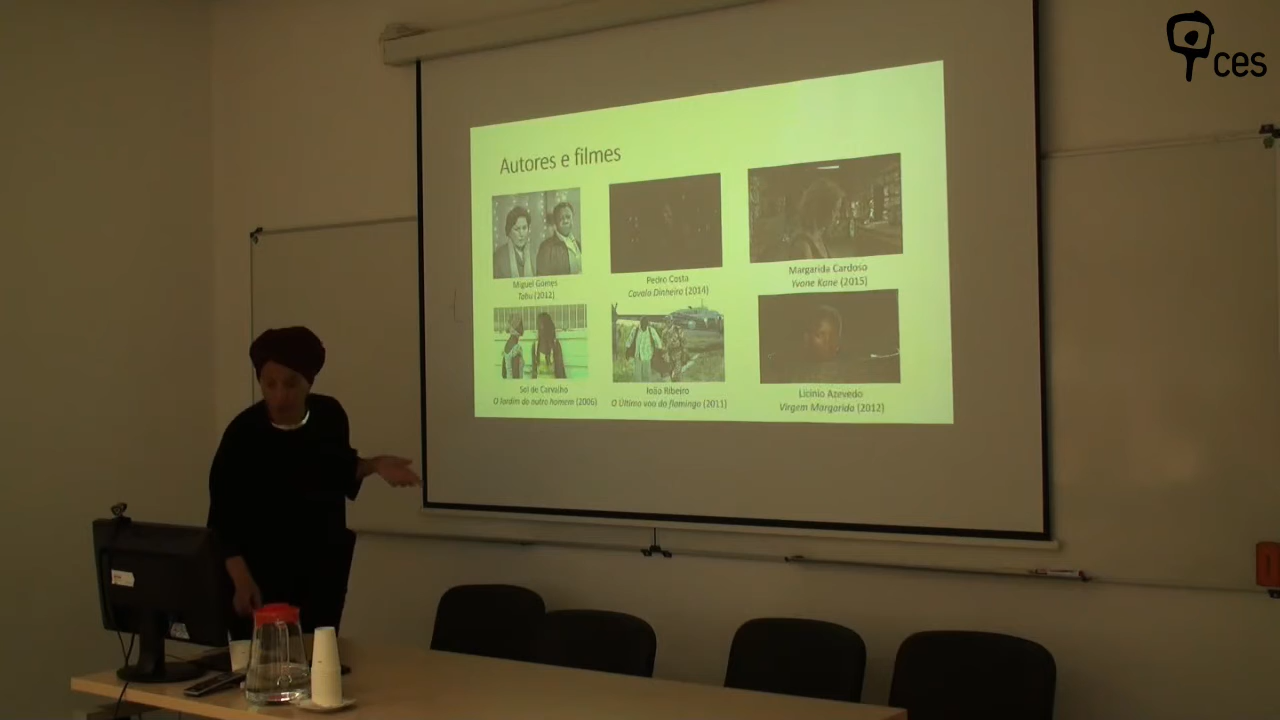 ces
Autores e filmes
Miguel Gomes
Tabu (2012)
Pedro Costa
Cavalo Dinheiro (2014)
Margarida Cardoso
Yvone Kane (2015)
Sol de Carvalho
O Jardim do outro homem (2006)
João Ribeiro
O Último voo do flamingo (2011)
Licínio Azevedo
Virgem Margarida (2012)